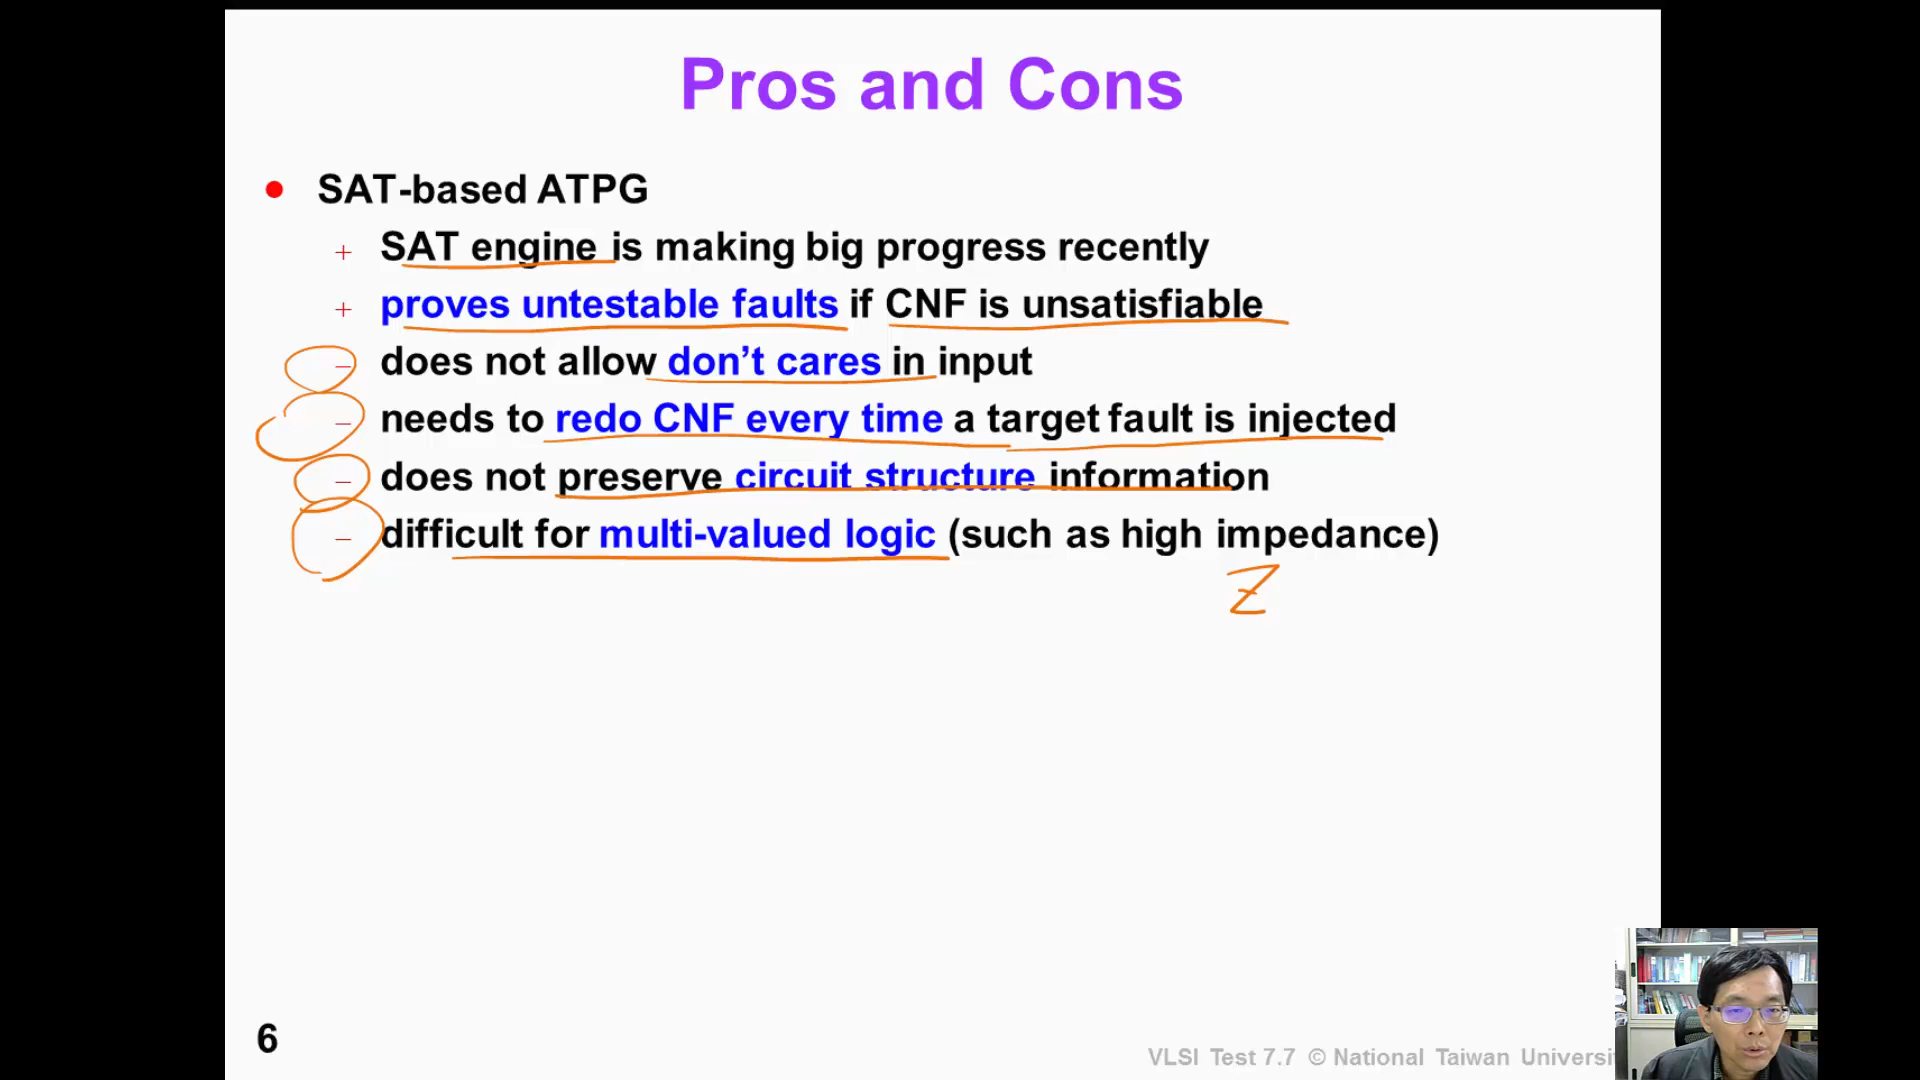 Pros and Cons
● SAT-based ATPG
+ SAT engine is making big progress recently
+ proves untestable faults if CNF is unsatisfiable
– does not allow don’t cares in input
– needs to redo CNF every time a target fault is injected
– does not preserve circuit structure information
– difficult for multi-valued logic (such as high impedance)
Z
6
VLSI Test 7.7 © National Taiwan Universi